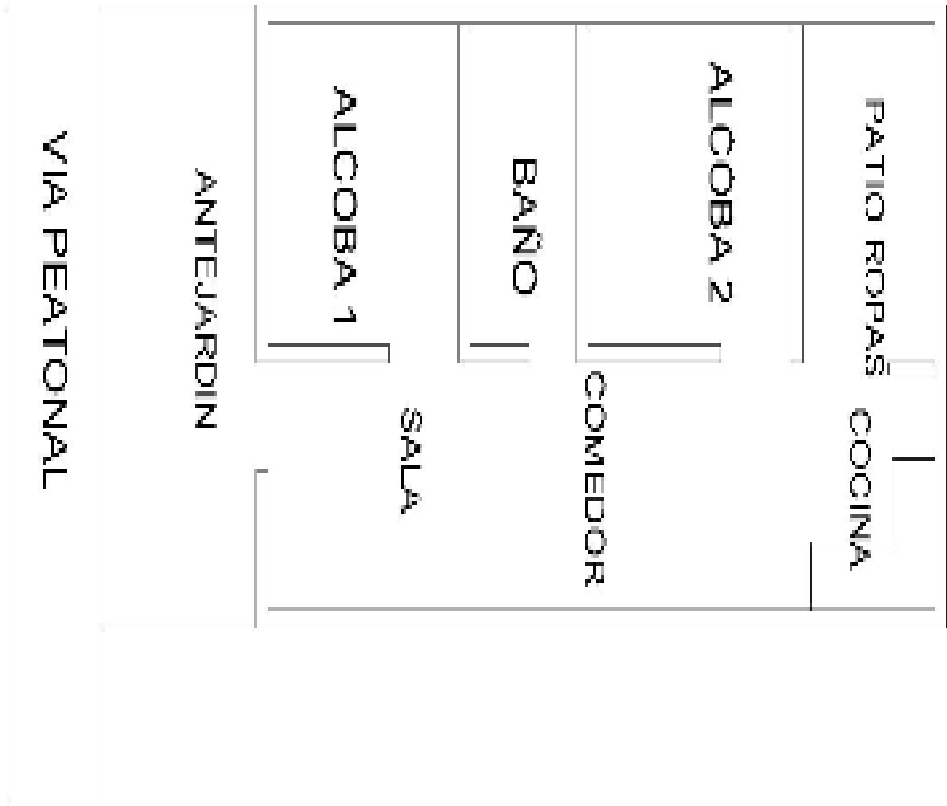 VIA PEATONAL
ANTEJARDIN
ALCOBA 1
SALA
BAÑO
COMEDOR
ALCOBA 2
PATIO ROPAS
COCINA